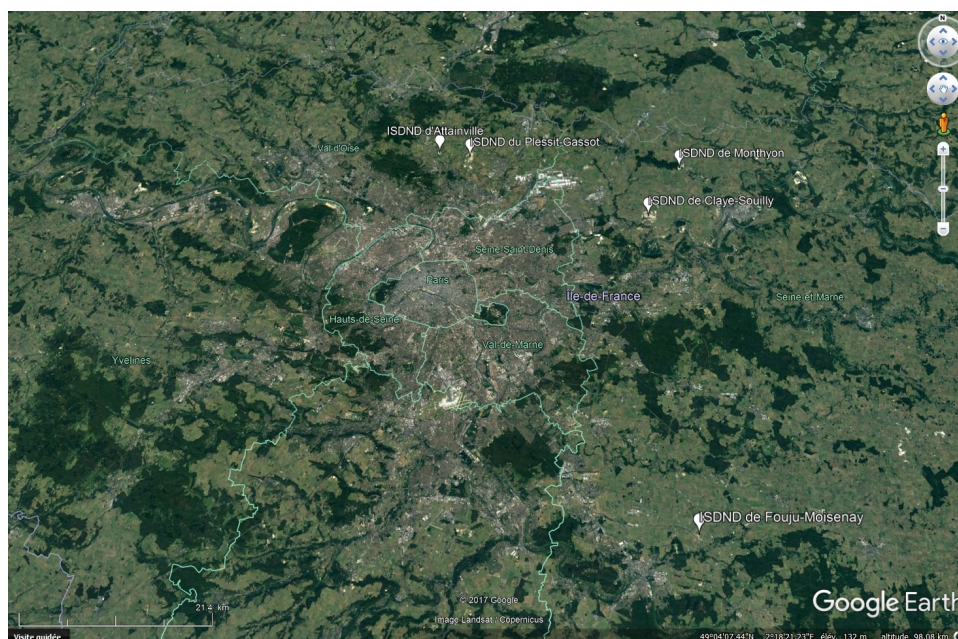 N
ISDND d'Attainville
Val d'Oise
ISDND du Plessit-Gassot
ISDND de Monthyon
ISDND de Claye-Souilly
Seine-Saint-Denis
Paris
Île-de-France
Seine-et-Marne
Hauts-de-Seine
Val-de-Marne
Yvelines
ISDND de Fouju-Moisenay
21.4 km
© 2017 Google
Image Landsat / Copernicus
Google Earth
Visite guidée
49°04'07.44"N 2°18'21.23"E élév. 132 m altitude 98.08 km